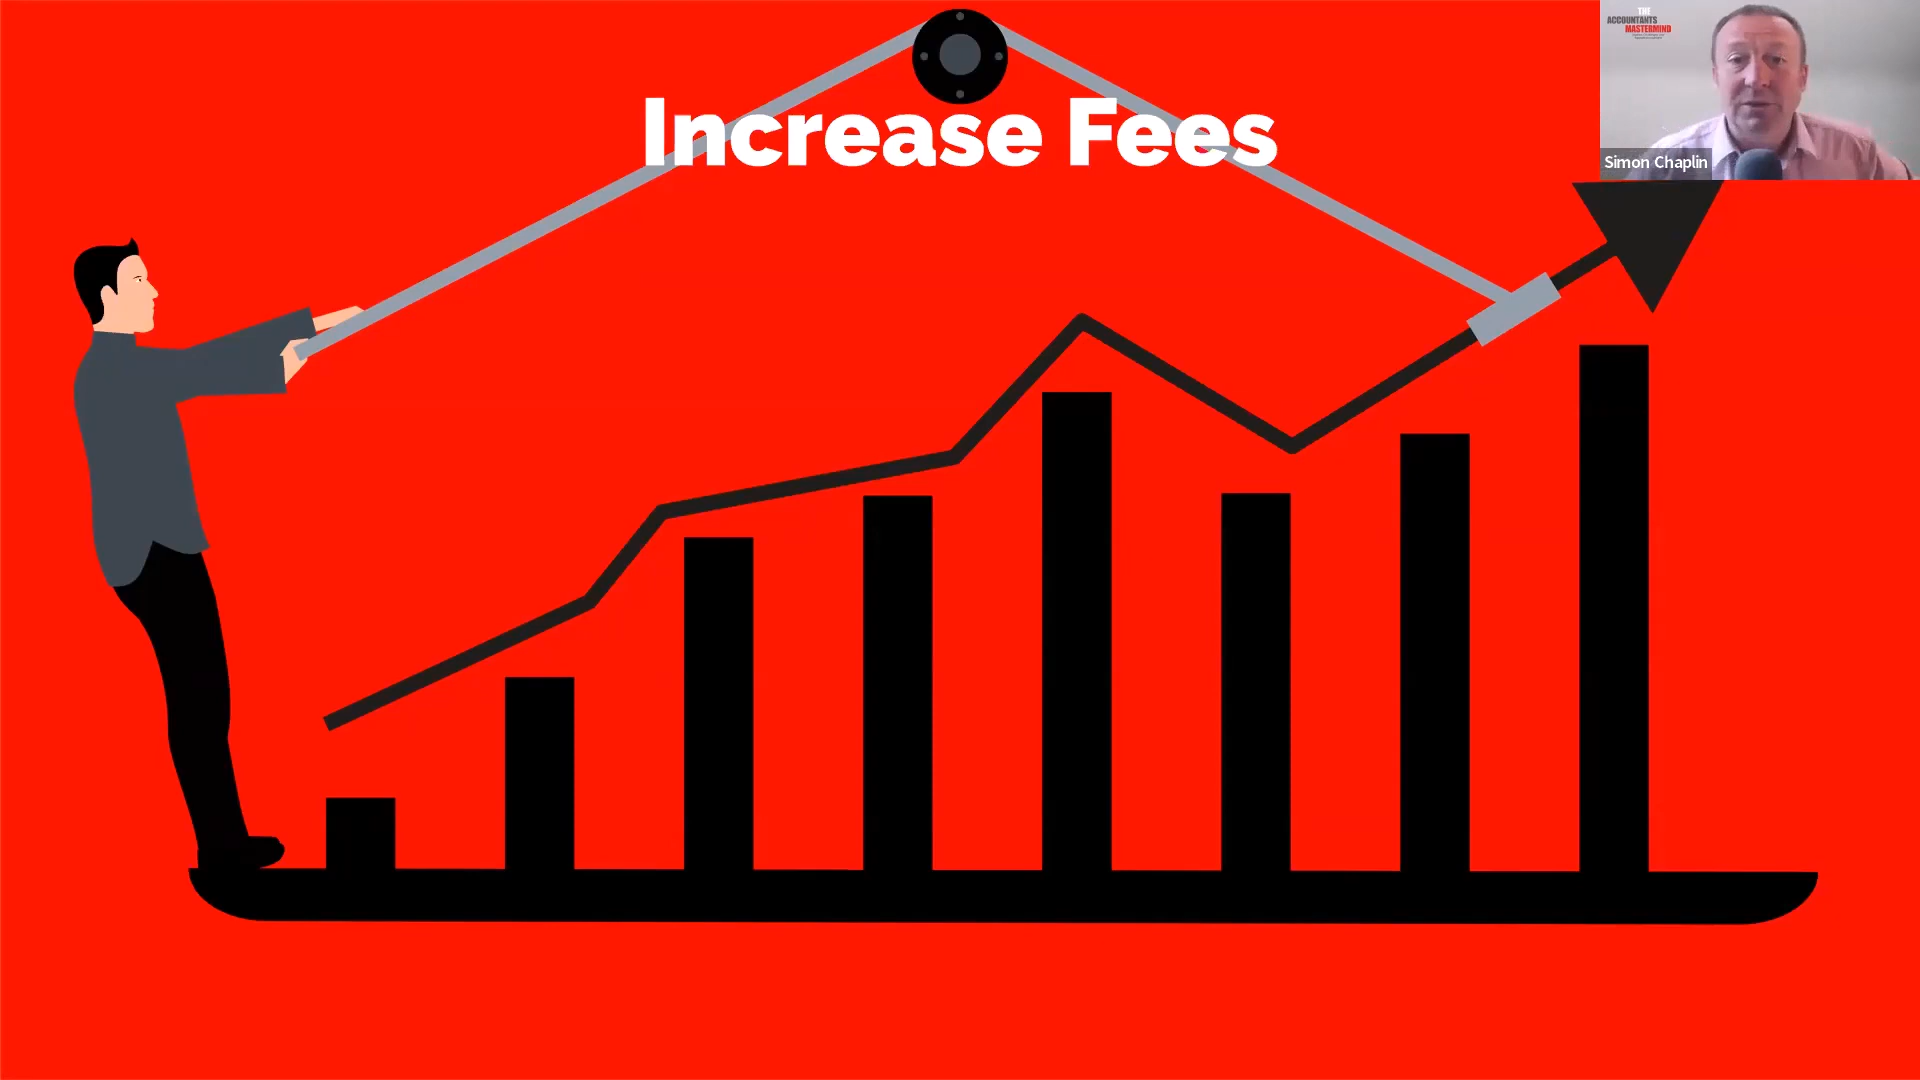 Increase Fees
THE
ACCOUNTANTS
MASTERMIND
Simon Chaplin